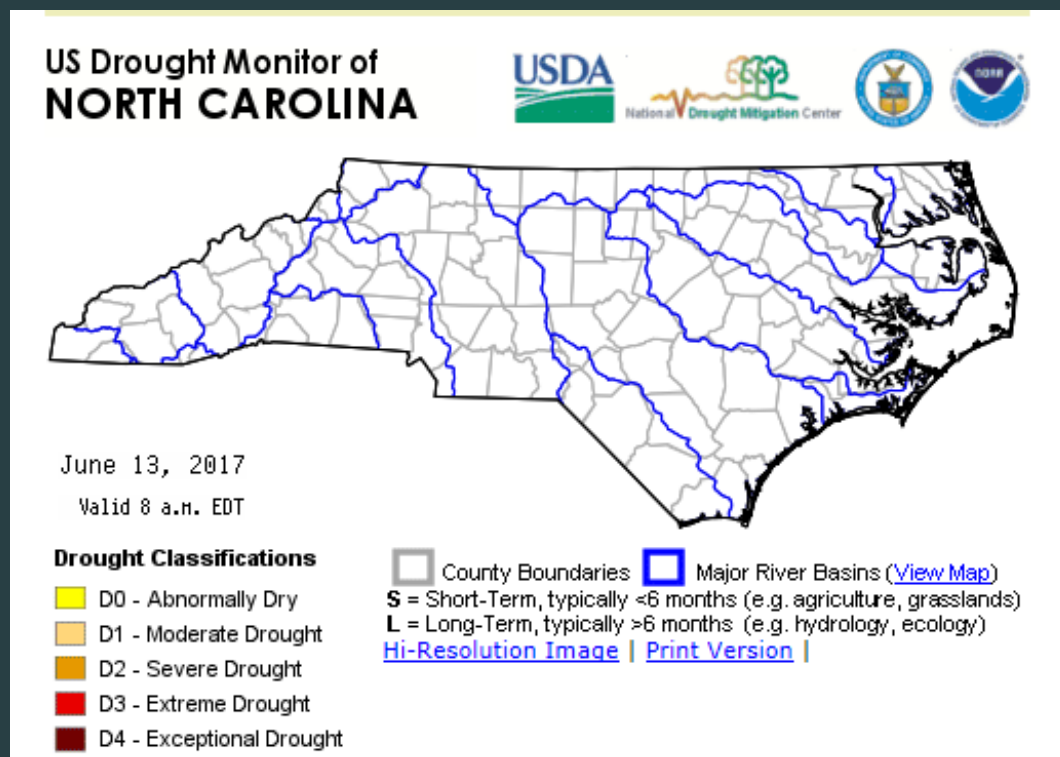 US Drought Monitor of
NORTH CAROLINA
USDA
National Drought Mitigation Center
NOAA
June 13, 2017
Valid 8 a.m. EDT
Drought Classifications
D0 - Abnormally Dry
D1 - Moderate Drought
D2 - Severe Drought
D3 - Extreme Drought
D4 - Exceptional Drought
County Boundaries Major River Basins (View Map)
S = Short-Term, typically <6 months (e.g. agriculture, grasslands)
L = Long-Term, typically >6 months (e.g. hydrology, ecology)
Hi-Resolution Image | Print Version |